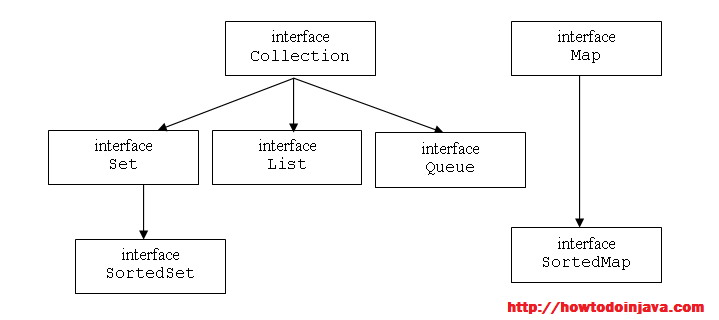 interface
Collection
interface
Map
interface
Set
interface
List
interface
Queue
interface
SortedSet
interface
SortedMap
http://howtodoinjava.com